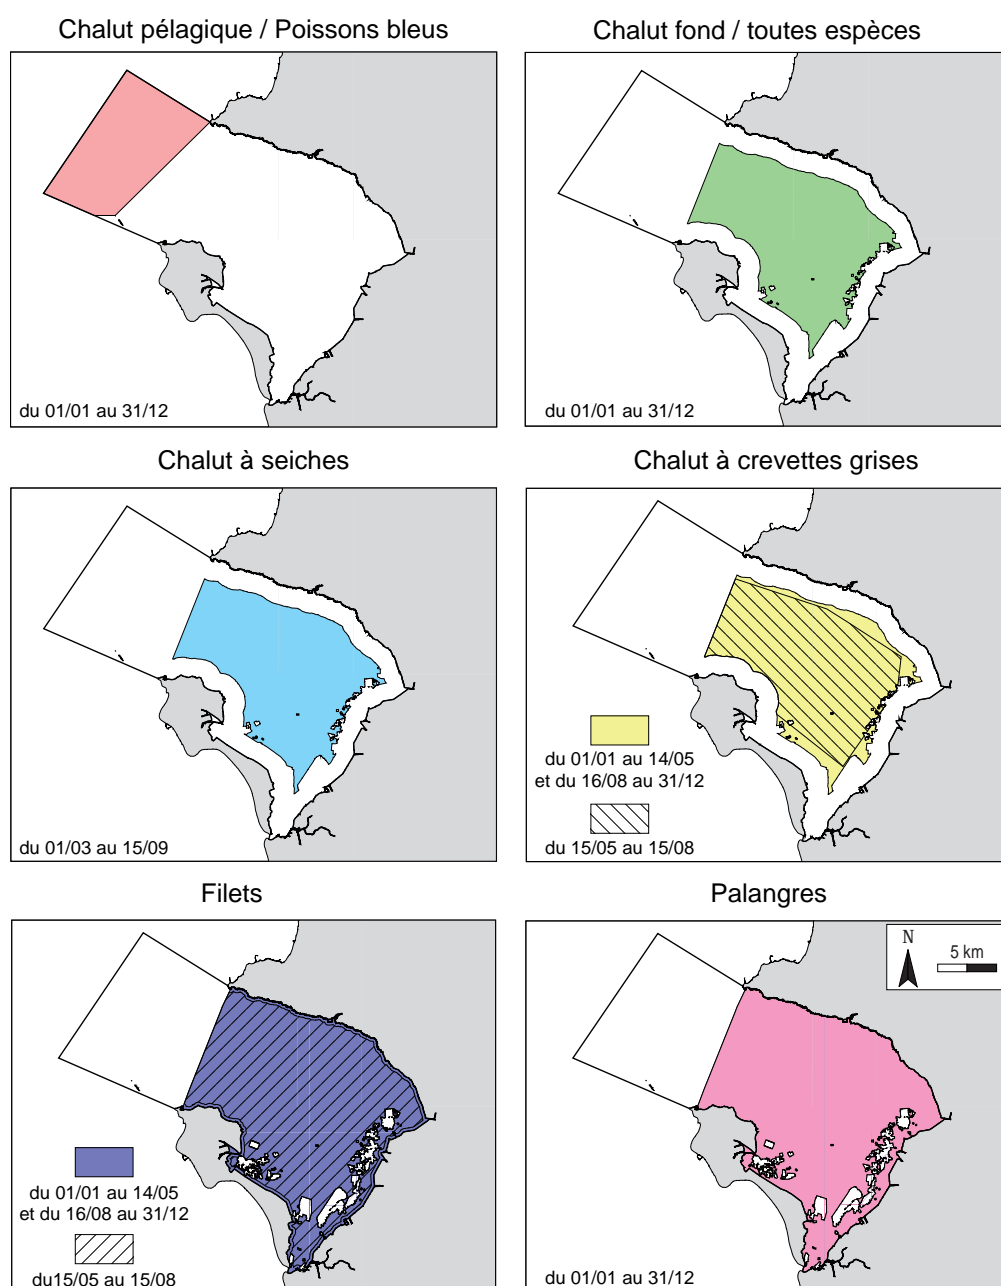 Chalut pélagique / Poissons bleus
Chalut fond / toutes espèces
du 01/01 au 31/12
du 01/01 au 31/12
Chalut à seiches
Chalut à crevettes grises
du 01/03 au 15/09
du 01/01 au 14/05
et du 16/08 au 31/12
du 15/05 au 15/08
Filets
Palangres
du 01/01 au 14/05
et du 16/08 au 31/12
du15/05 au 15/08
N
5 km
du 01/01 au 31/12